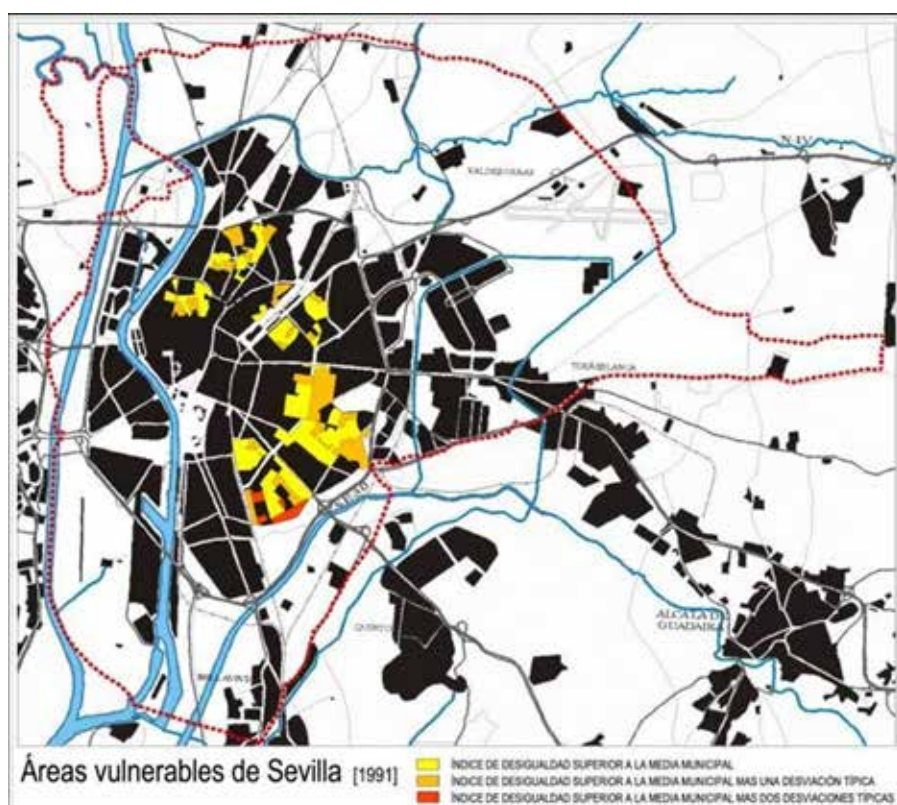 N-IV
ALCALÁ DE
GUADAIRA
Áreas vulnerables de Sevilla [1991]
ÍNDICE DE DESIGUALDAD SUPERIOR A LA MEDIA MUNICIPAL
ÍNDICE DE DESIGUALDAD SUPERIOR A LA MEDIA MUNICIPAL MAS UNA DESVIACIÓN TÍPICA
ÍNDICE DE DESIGUALDAD SUPERIOR A LA MEDIA MUNICIPAL MAS DOS DESVIACIONES TÍPICAS